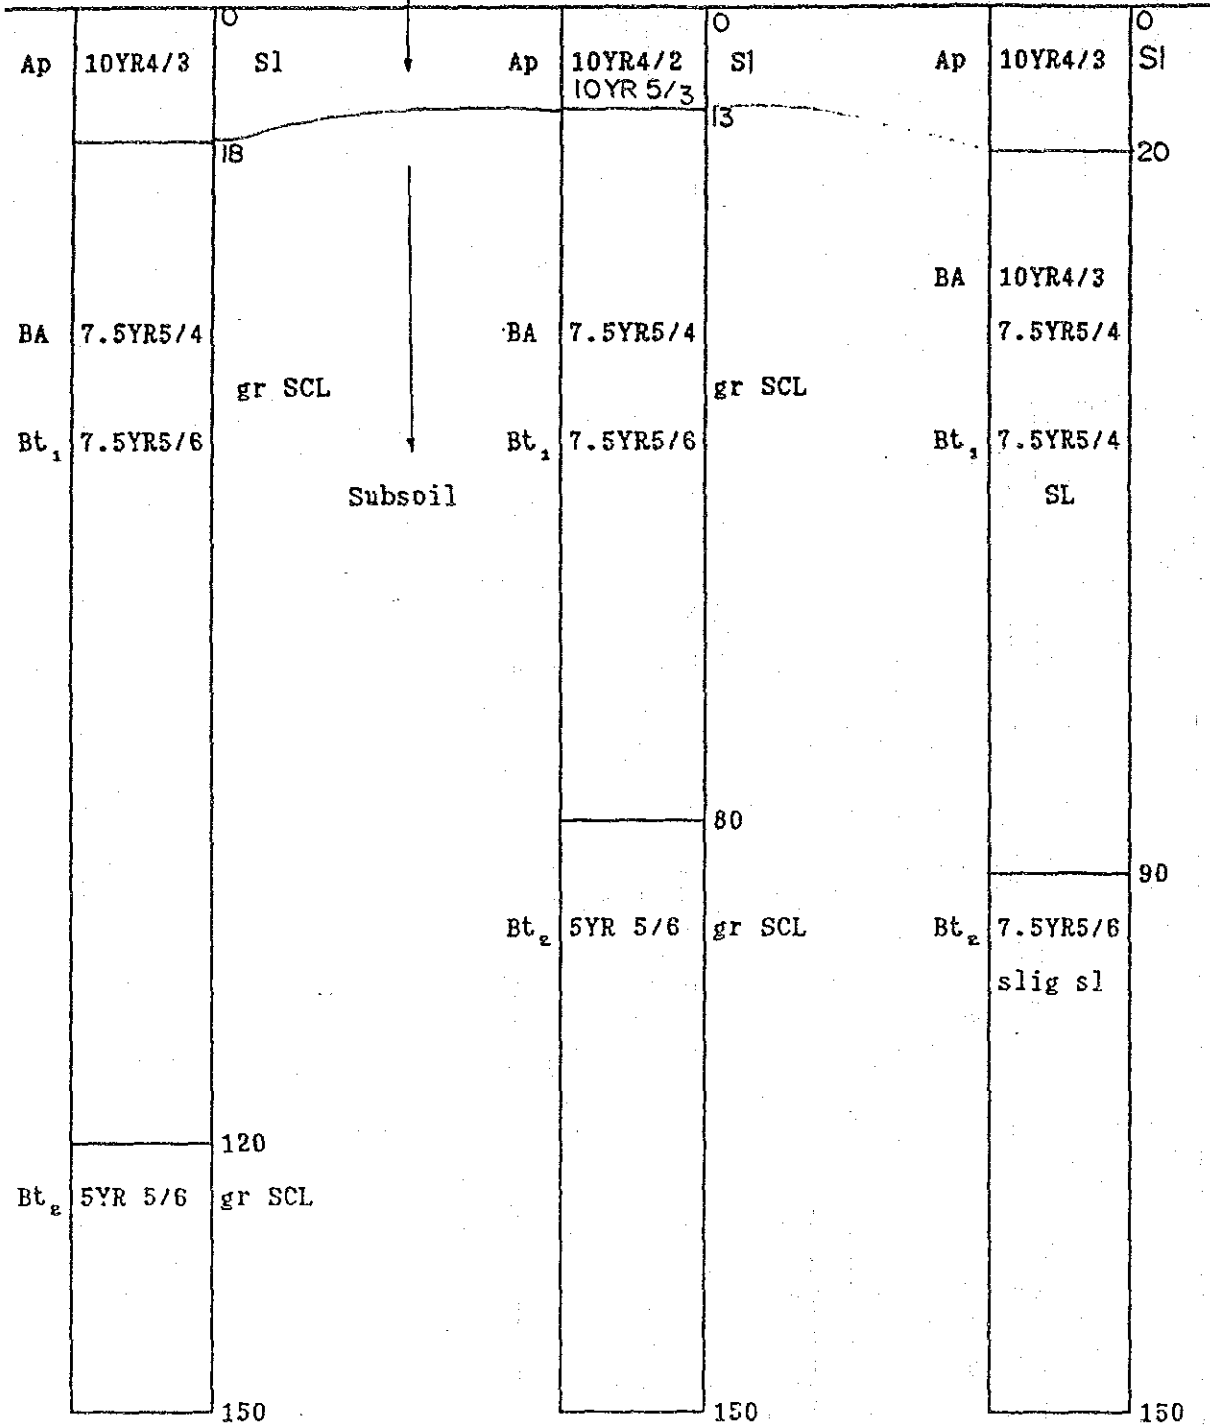 0 0 0
Ap 10YR4/3 Sl Ap 10YR4/2 Sl Ap 10YR4/3 Sl
10YR 5/3
13
18 20
BA 10YR4/3
BA 7.5YR5/4 BA 7.5YR5/4 7.5YR5/4
gr SCL gr SCL
Bt₁ 7.5YR5/6 Bt₁ 7.5YR5/6 Bt₁ 7.5YR5/4
Subsoil SL
80
90
Bt₂ 5YR 5/6 gr SCL Bt₂ 7.5YR5/6
slig sl
120
Bt₂ 5YR 5/6 gr SCL
150 150 150